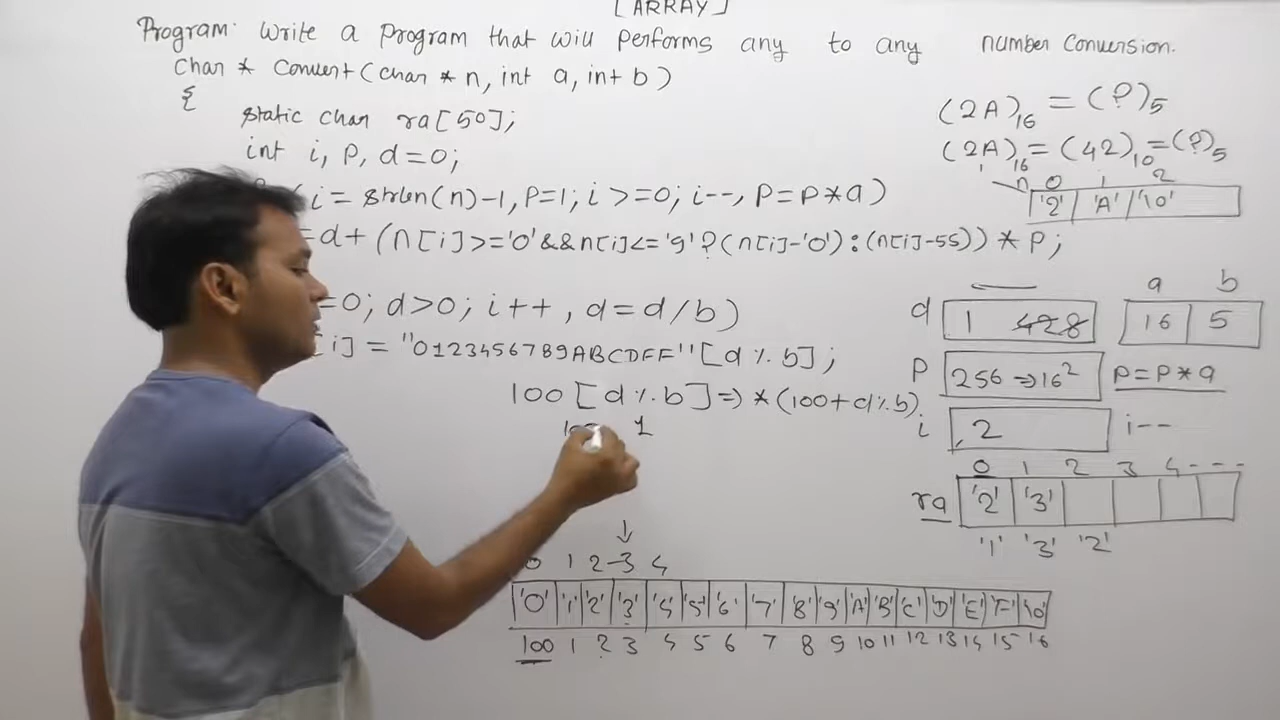 [ARRAY]
Program: Write a program that will performs any to any number conversion.
char * convert(char * n, int a, int b)
{
static char ra[50];
int i, p, d=0;
i= strlen(n)-1, P=1; i>=0; i--, P=P*a)
=d+(n[i]>='0'&&n[i]<='9'?(n[i]-'0'):(n[i]-55))*P;
=0; d>0; i++, d=d/b)
[i] = "0123456789ABCDEF"[d%b];
100[d%b]=>*(100+d%b)
1
(2A)16 = (?)5
(2A)16 = (42)10 = (?)5
1
n 0 1 2
'2' 'A' '\0'
a b
d 1 428 16 5
P 256 => 16² P=P*a
i , 2 i--
0 1 2 3 4---
ra '2' '3'
'1' '3' '2'
0 1 2 3 4
'0' '1' '2' '3' '4' '5' '6' '7' '8' '9' 'A' 'B' 'C' 'D' 'E' 'F' '\0'
100 1 2 3 4 5 6 7 8 9 10 11 12 13 14 15 16